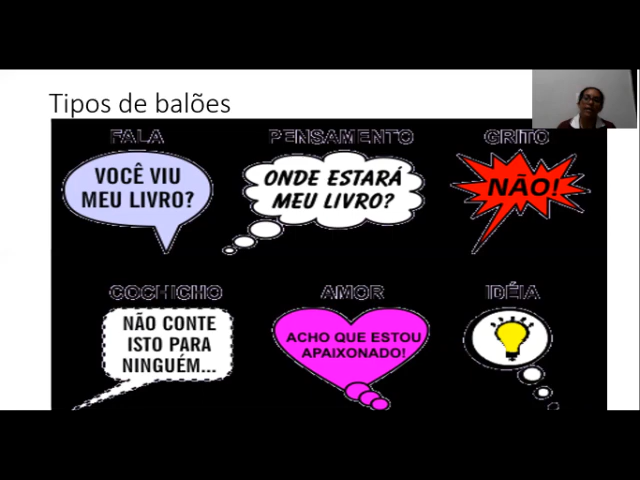 Tipos de balões
FALA
PENSAMENTO
GRITO
VOCÊ VIU
MEU LIVRO?
ONDE ESTARÁ
MEU LIVRO?
NÃO!
COCHICHO
AMOR
IDÉIA
NÃO CONTE
ISTO PARA
NINGUÉM...
ACHO QUE ESTOU
APAIXONADO!